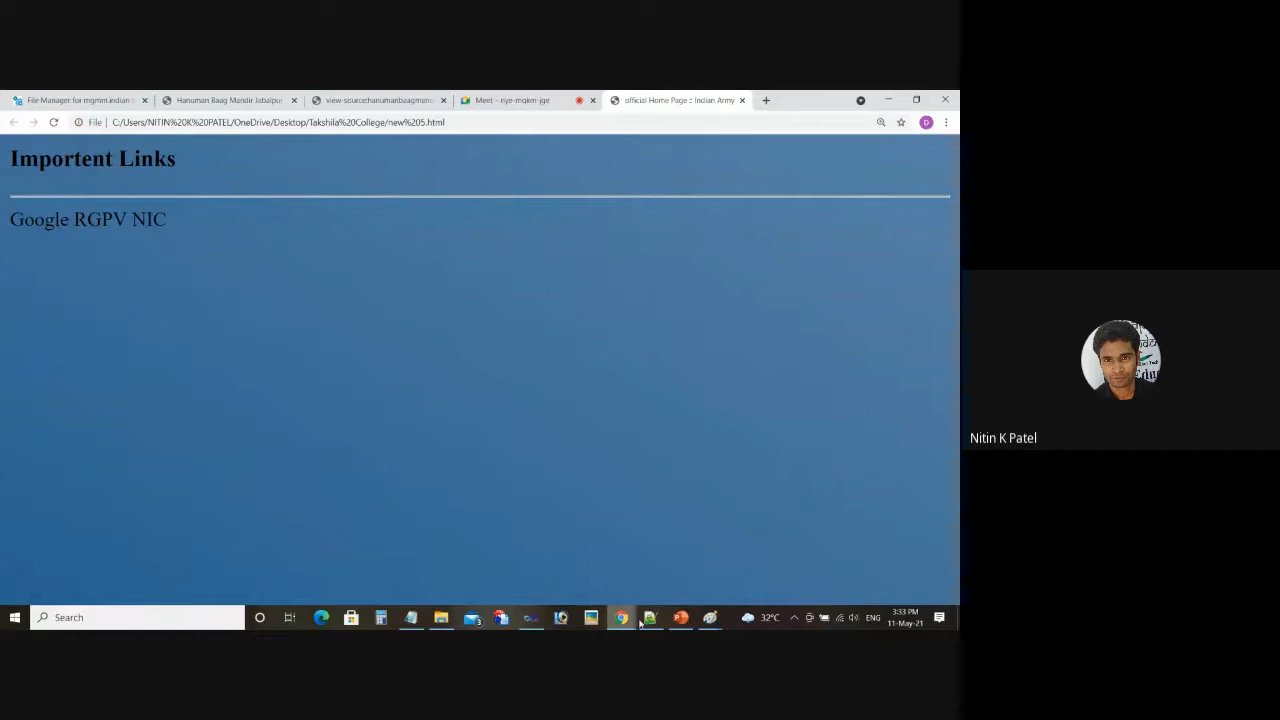 File Manager for mgmm.indian
Hanuman Baag Mandir Jabalpur
view-source:hanumanbaagmand
Meet - nye-mqkm-jge
official Home Page :: Indian Army
File
C:/Users/NITIN%20K%20PATEL/OneDrive/Desktop/Takshila%20College/new%205.html
D
Importent Links
Google RGPV NIC
Nitin K Patel
Search
3
32°C
ENG
3:33 PM
11-May-21